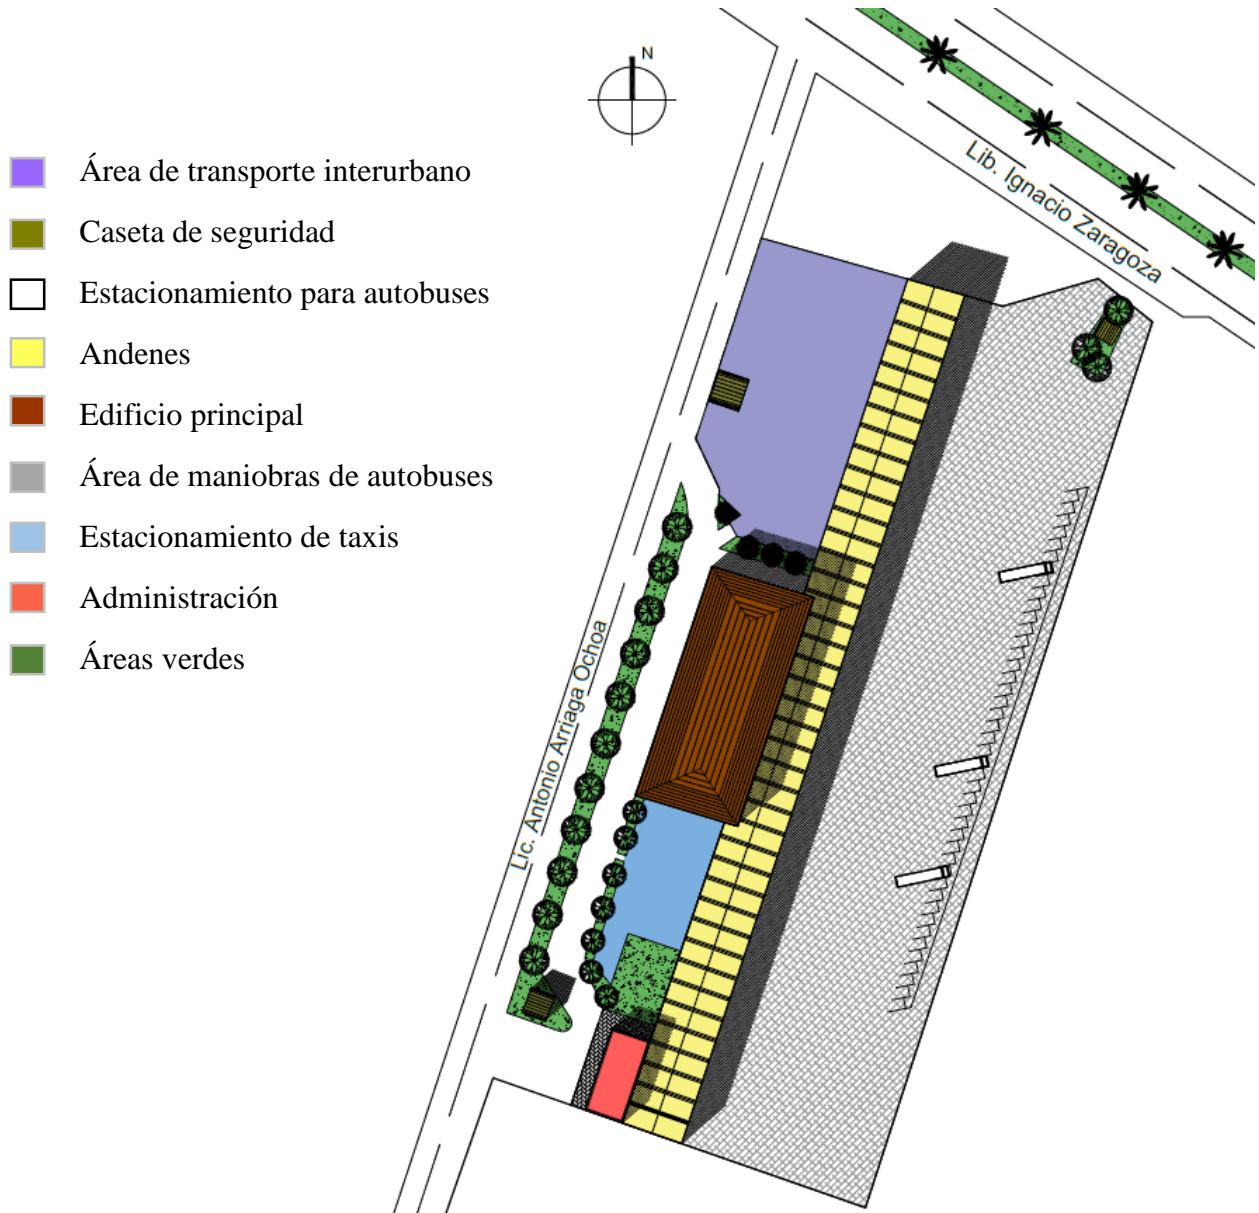 N
Área de transporte interurbano
Caseta de seguridad
Estacionamiento para autobuses
Andenes
Edificio principal
Área de maniobras de autobuses
Estacionamiento de taxis
Administración
Áreas verdes
Lib. Ignacio Zaragoza
Lic. Antonio Arriaga Ochoa